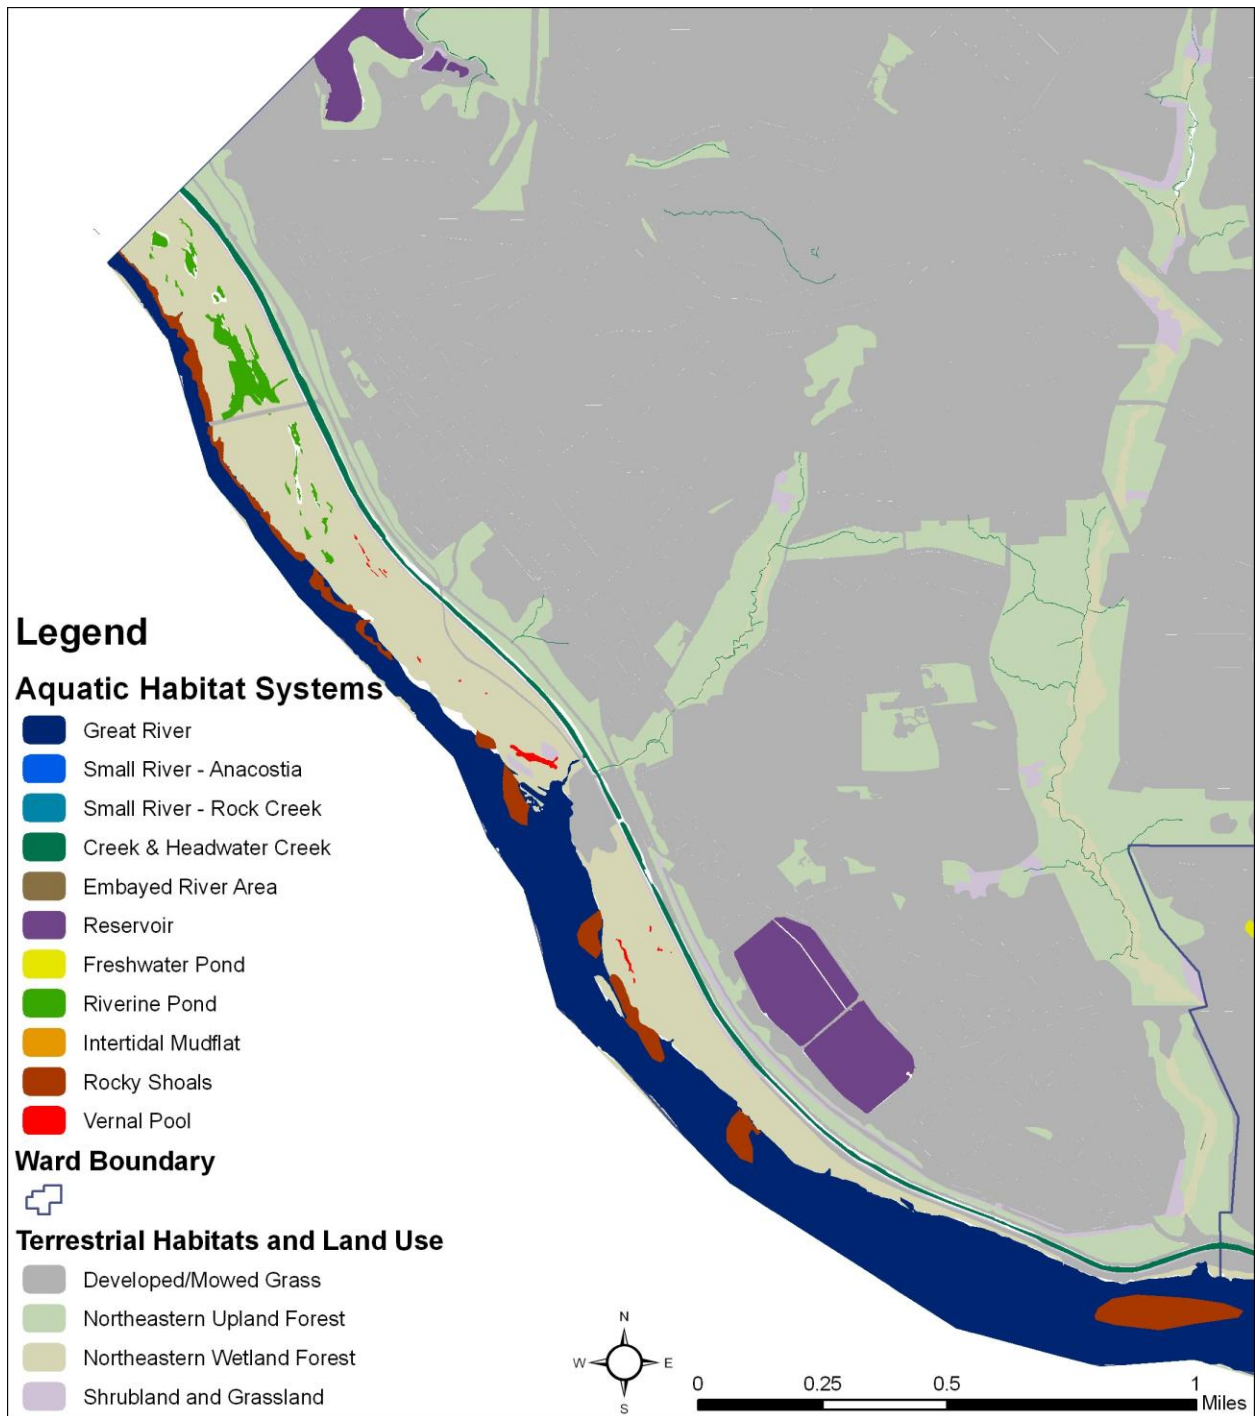 Legend
Aquatic Habitat Systems
Great River
Small River - Anacostia
Small River - Rock Creek
Creek & Headwater Creek
Embayed River Area
Reservoir
Freshwater Pond
Riverine Pond
Intertidal Mudflat
Rocky Shoals
Vernal Pool
Ward Boundary
Terrestrial Habitats and Land Use
Developed/Mowed Grass
Northeastern Upland Forest
Northeastern Wetland Forest
Shrubland and Grassland
N
W E
S
0 0.25 0.5 1
Miles